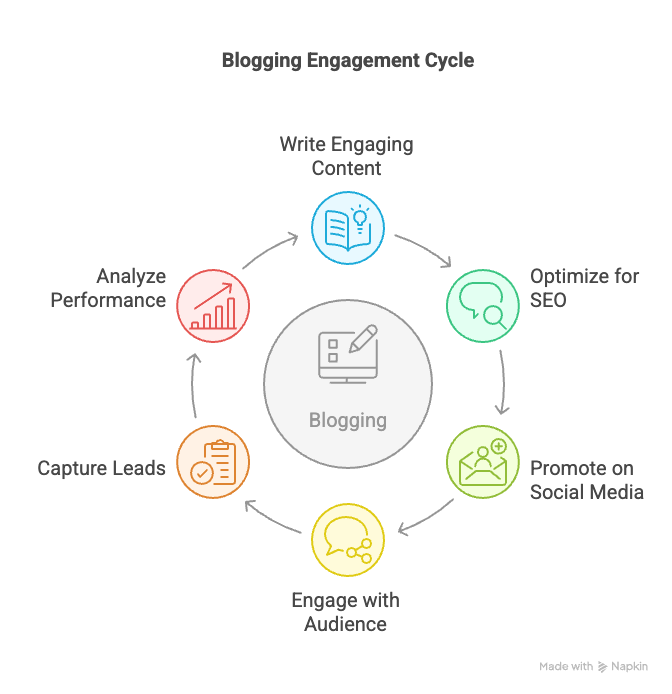 Blogging Engagement Cycle
Write Engaging
Content
Optimize for
SEO
Promote on
Social Media
Engage with
Audience
Capture Leads
Analyze
Performance
Blogging
Made with Napkin